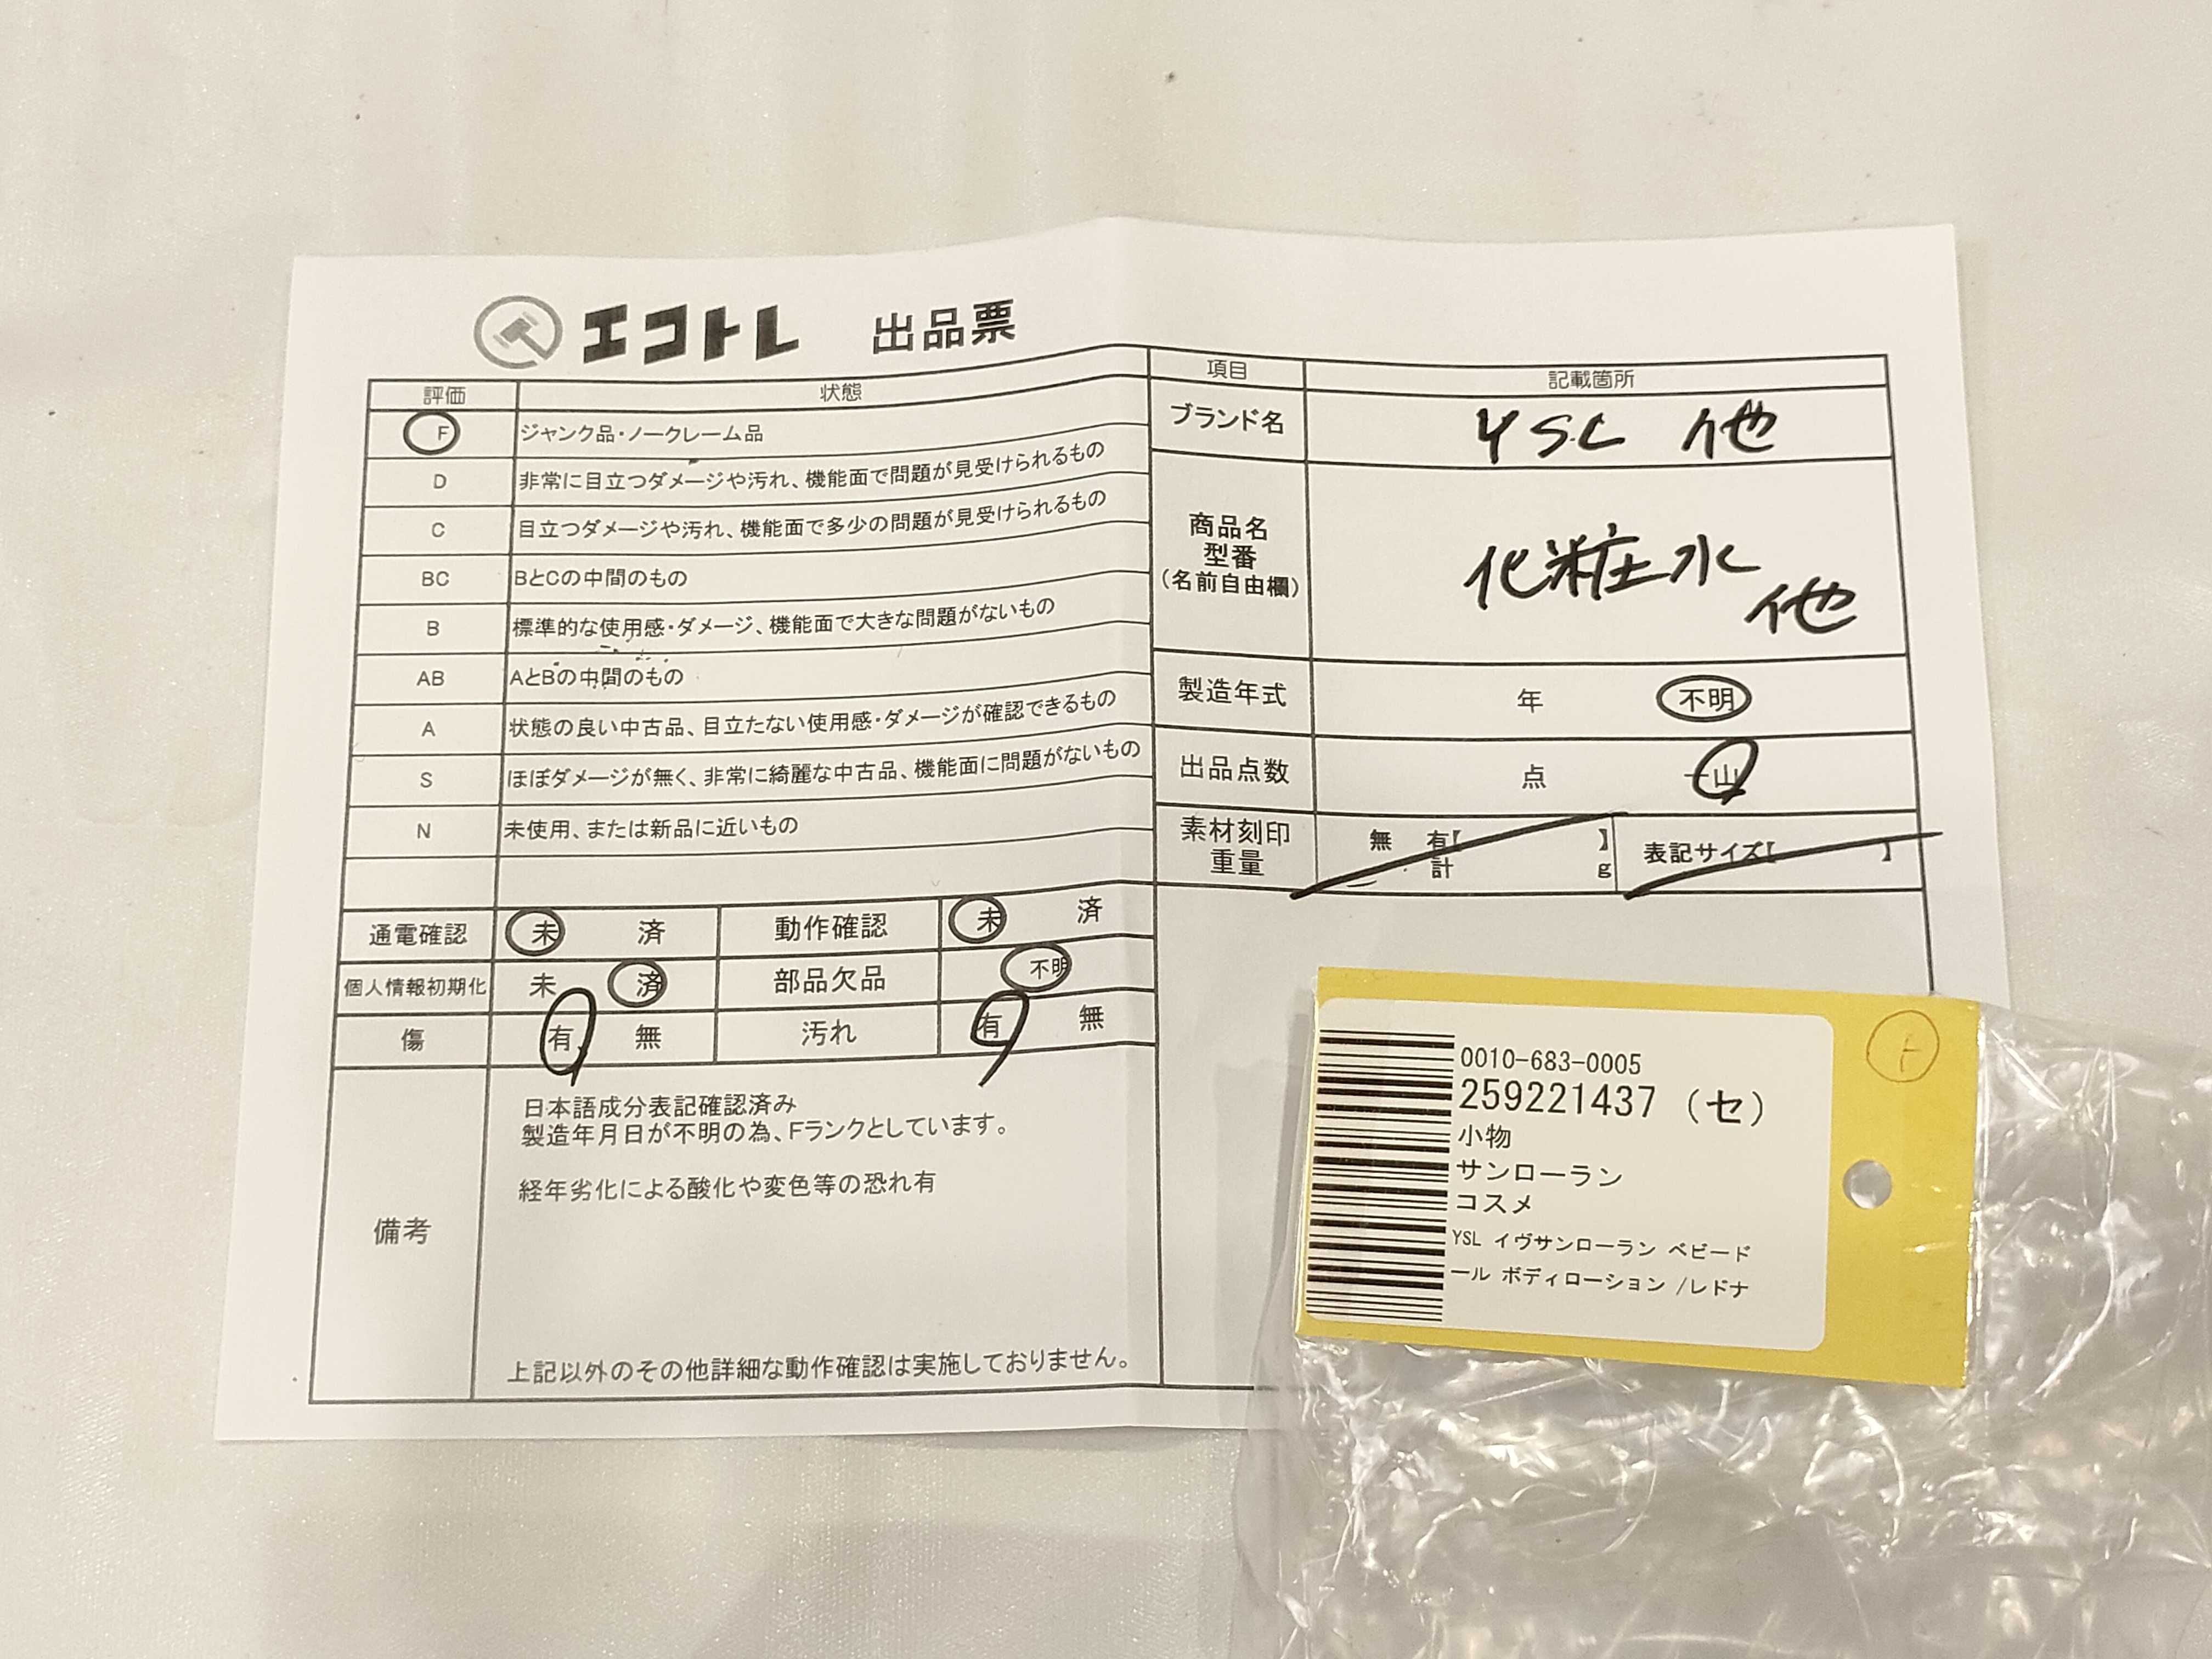 エコトレ 出品票
評価 状態
F ジャンク品・ノークレーム品
D 非常に目立つダメージや汚れ、機能面で問題が見受けられるもの
C 目立つダメージや汚れ、機能面で多少の問題が見受けられるもの
BC BとCの中間のもの
B 標準的な使用感・ダメージ、機能面で大きな問題がないもの
AB AとBの中間のもの
A 状態の良い中古品、目立たない使用感・ダメージが確認できるもの
S ほぼダメージが無く、非常に綺麗な中古品、機能面に問題がないもの
N 未使用、または新品に近いもの
通電確認 未 済 動作確認 未 済
個人情報初期化 未 済 部品欠品 不明
傷 有 無 汚れ 有 無
備考
日本語成分表記確認済み
製造年月日が不明の為、Fランクとしています。
経年劣化による酸化や変色等の恐れ有
上記以外のその他詳細な動作確認は実施しておりません。
項目 記載箇所
ブランド名 YSL 他
商品名
型番
(名前自由欄)
化粧水
他
製造年式 年 不明
出品点数 点 一山
素材刻印 無 有【 】 表記サイズ【 】
重量 計 g
0010-683-0005
259221437 (セ)
小物
サンローラン
コスメ
YSL イヴサンローラン ベビード
ール ボディローション /レドナ
F